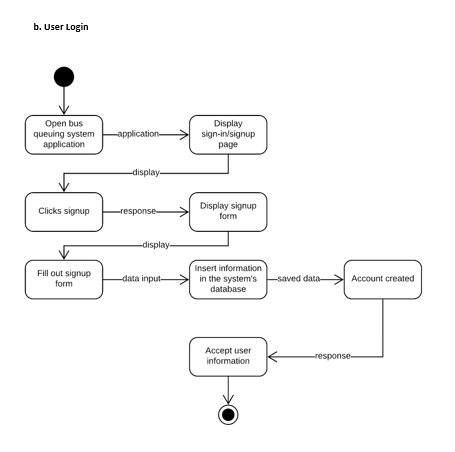 b. User Login
Open bus
queuing system
application
application
Display
sign-in/signup
page
display
Clicks signup
response
Display signup
form
display
Fill out signup
form
data input
Insert information
in the system's
database
saved data
Account created
response
Accept user
information